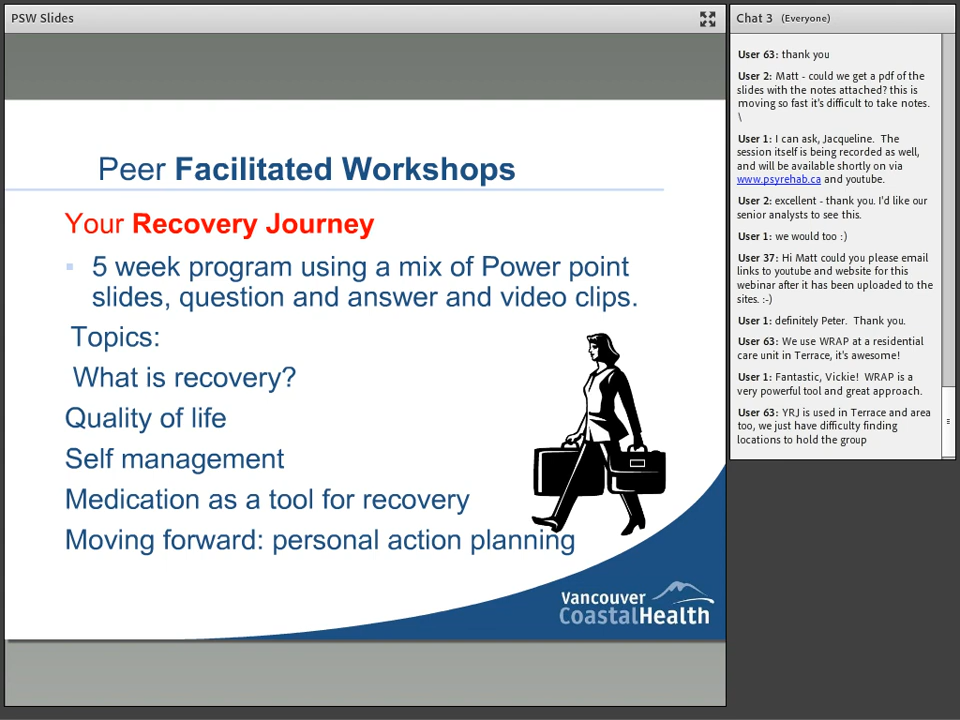 PSW Slides
Peer Facilitated Workshops
Your Recovery Journey
5 week program using a mix of Power point
slides, question and answer and video clips.
Topics:
What is recovery?
Quality of life
Self management
Medication as a tool for recovery
Moving forward: personal action planning
Vancouver
CoastalHealth
Chat 3 (Everyone)
User 63: thank you
User 2: Matt - could we get a pdf of the
slides with the notes attached? this is
moving so fast it's difficult to take notes.
\
User 1: I can ask, Jacqueline. The
session itself is being recorded as well,
and will be available shortly on via
www.psyrehab.ca and youtube.
User 2: excellent - thank you. I'd like our
senior analysts to see this.
User 1: we would too :)
User 37: Hi Matt could you please email
links to youtube and website for this
webinar after it has been uploaded to the
sites. :-)
User 1: definitely Peter. Thank you.
User 63: We use WRAP at a residential
care unit in Terrace, it's awesome!
User 1: Fantastic, Vickie! WRAP is a
very powerful tool and great approach.
User 63: YRJ is used in Terrace and area
too, we just have difficulty finding
locations to hold the group